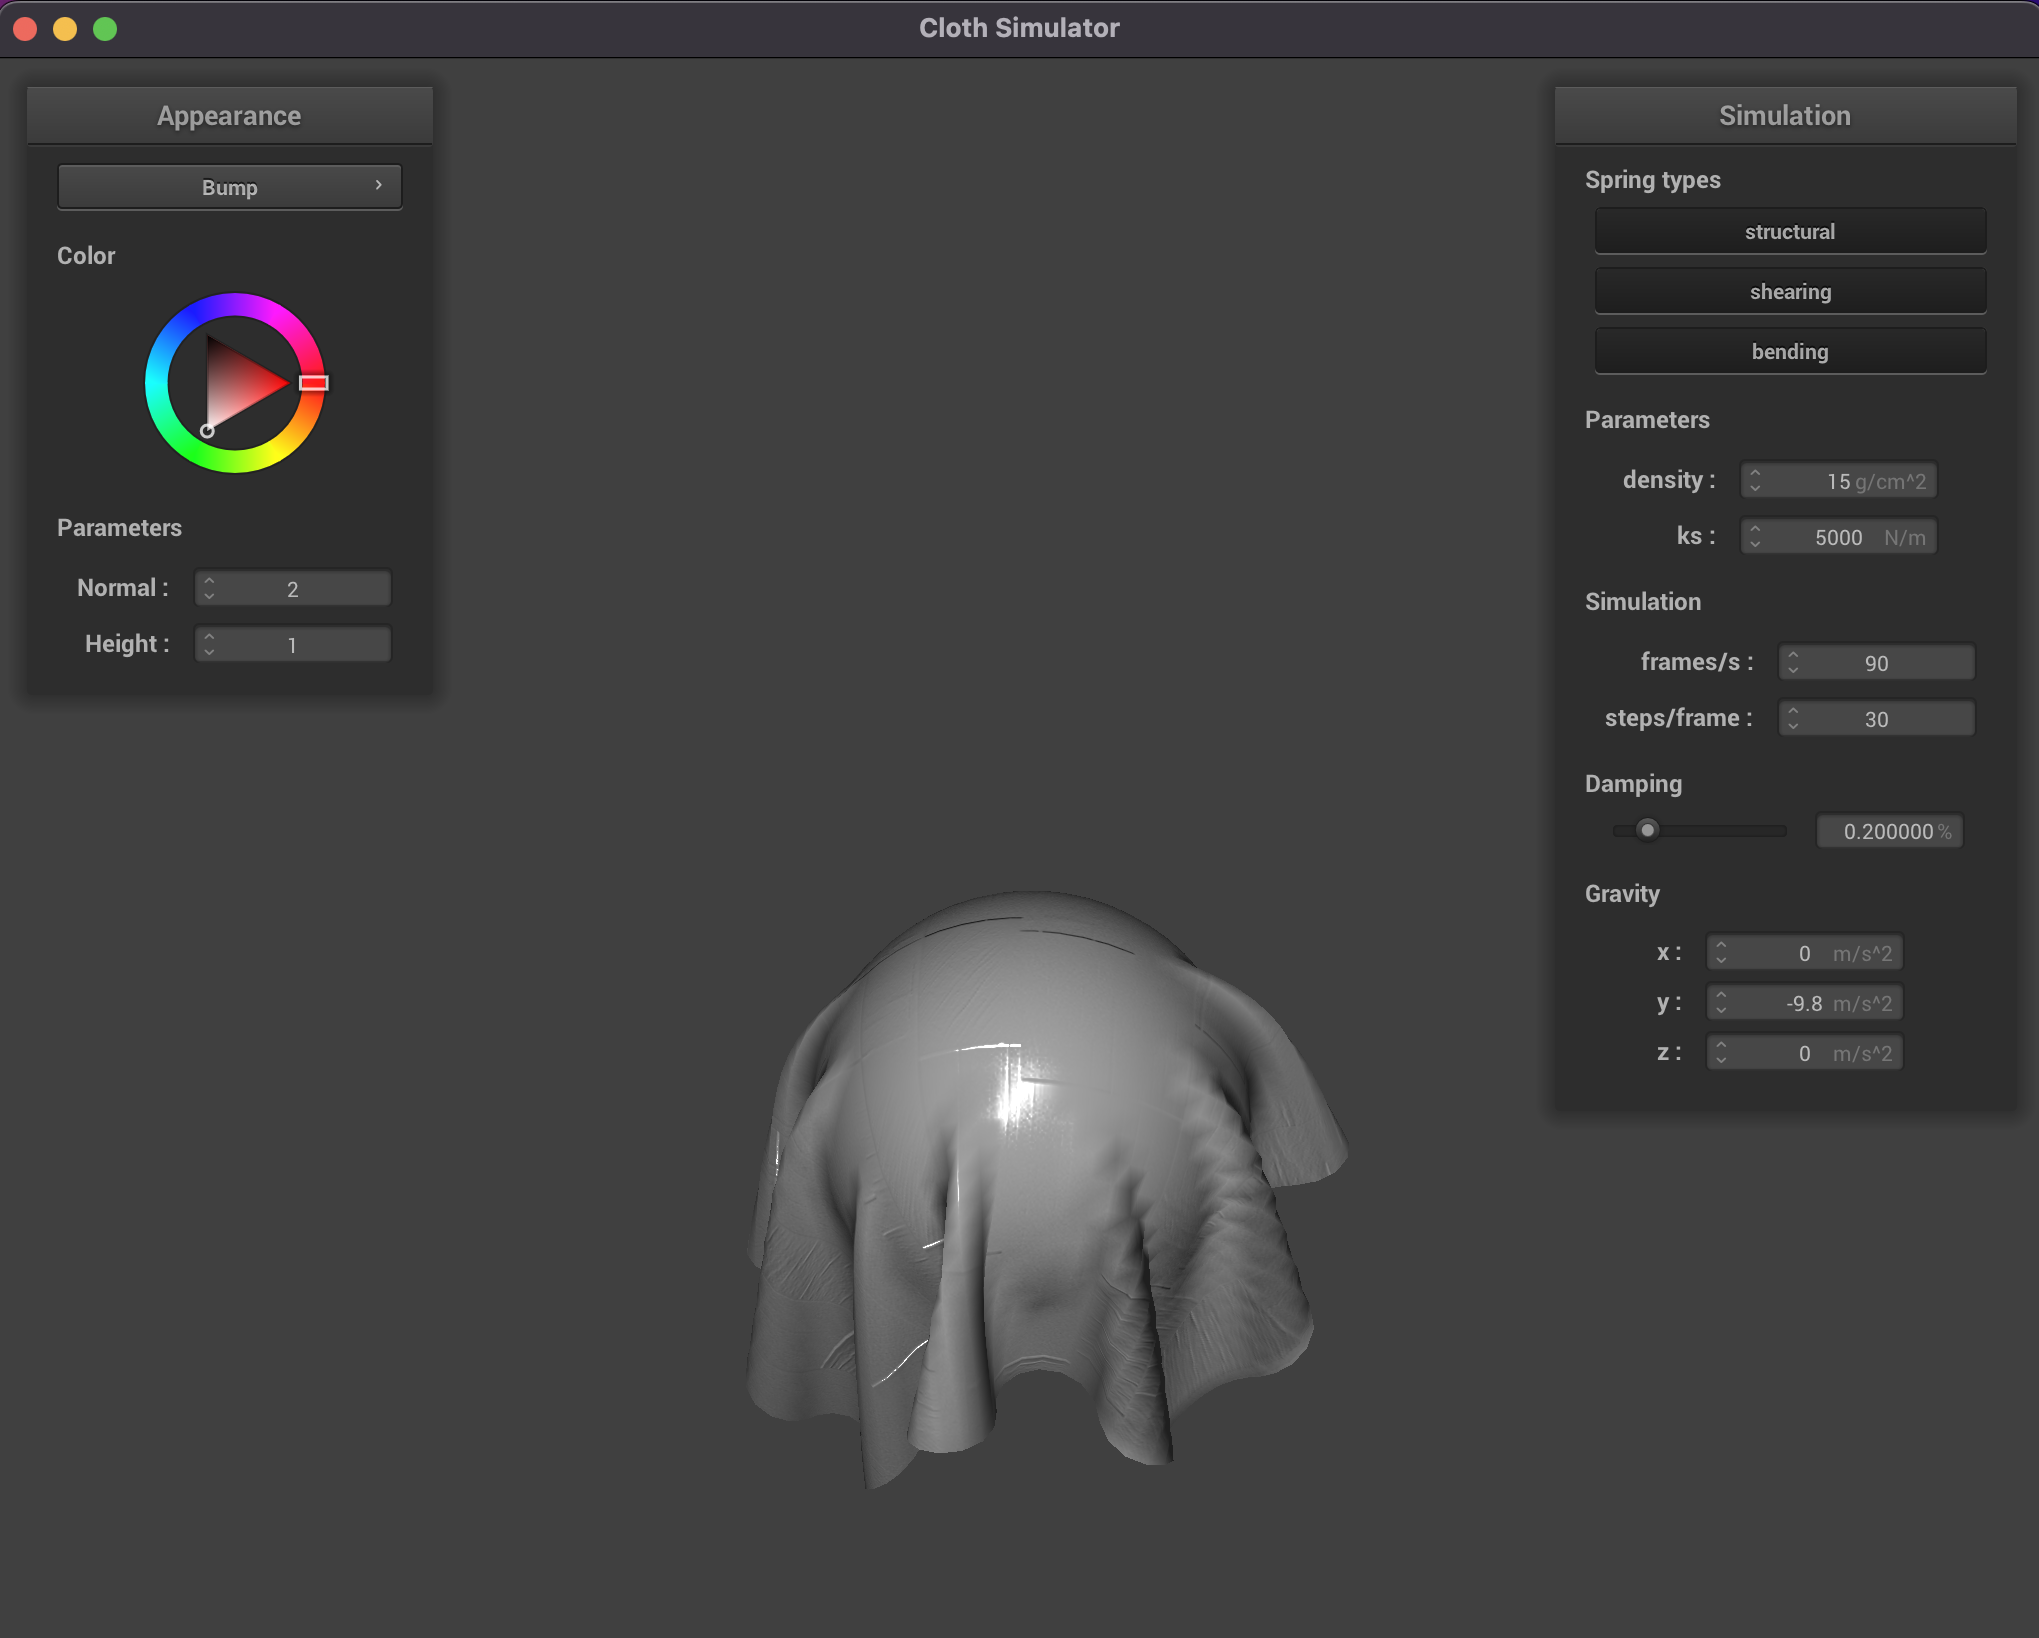 Cloth Simulator
Appearance
Bump
Color
Parameters
Normal : 2
Height : 1
Simulation
Spring types
structural
shearing
bending
Parameters
density : 15 g/cm^2
ks : 5000 N/m
Simulation
frames/s : 90
steps/frame : 30
Damping
0.200000 %
Gravity
x : 0 m/s^2
y : -9.8 m/s^2
z : 0 m/s^2